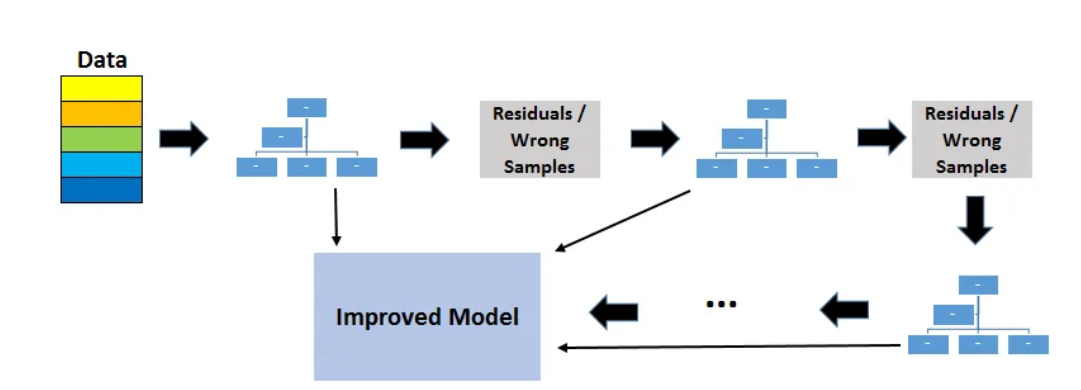 Data
Residuals /
Wrong
Samples
Residuals /
Wrong
Samples
Improved Model
...